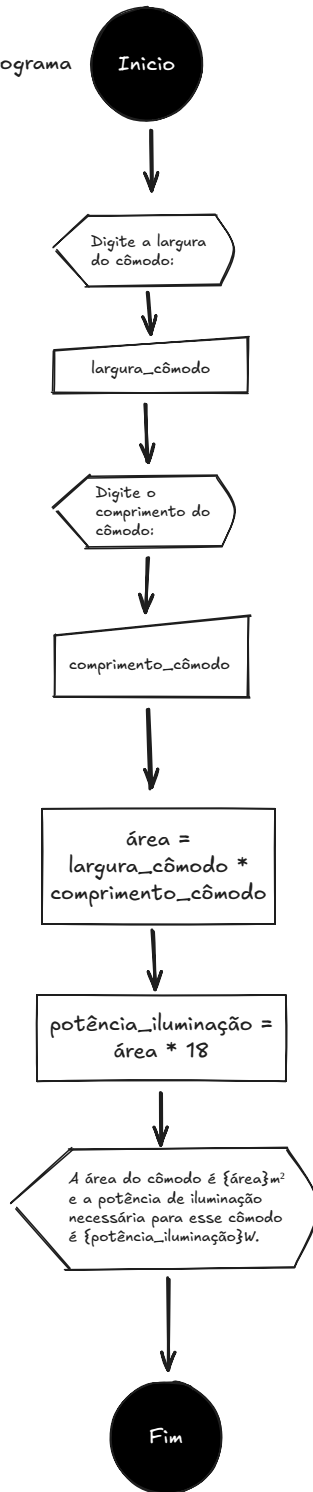 ograma
Inicio
Digite a largura
do cômodo:
largura_cômodo
Digite o
comprimento do
cômodo:
comprimento_cômodo
área =
largura_cômodo *
comprimento_cômodo
potência_iluminação =
área * 18
A área do cômodo é {área}m²
e a potência de iluminação
necessária para esse cômodo
é {potência_iluminação}W.
Fim